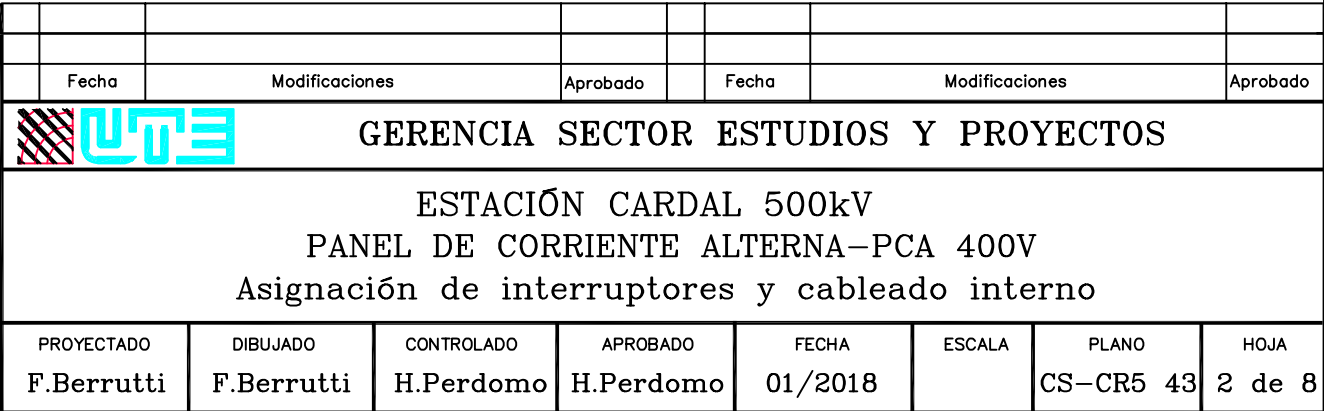 Fecha Modificaciones Aprobado Fecha Modificaciones Aprobado
UTE GERENCIA SECTOR ESTUDIOS Y PROYECTOS
ESTACIÓN CARDAL 500kV
PANEL DE CORRIENTE ALTERNA-PCA 400V
Asignación de interruptores y cableado interno
PROYECTADO DIBUJADO CONTROLADO APROBADO FECHA ESCALA PLANO HOJA
F.Berrutti F.Berrutti H.Perdomo H.Perdomo 01/2018 CS-CR5 43 2 de 8